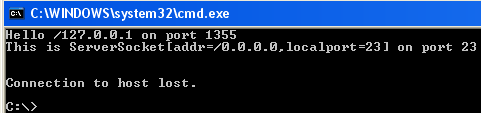 C:\WINDOWS\system32\cmd.exe
Hello /127.0.0.1 on port 1355
This is ServerSocket[addr=/0.0.0.0,localport=23] on port 23
Connection to host lost.
C:\>